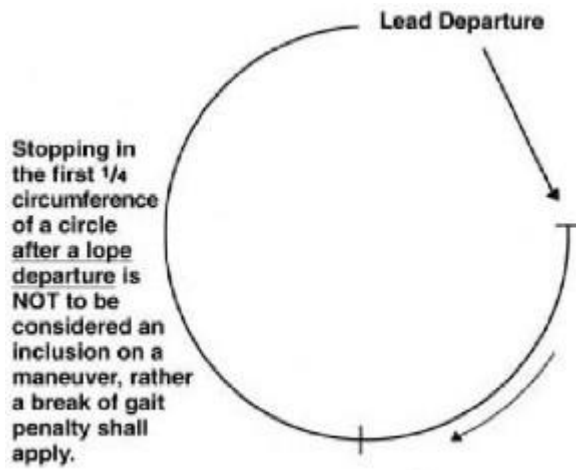 Lead Departure
Stopping in
the first 1/4
circumference
of a circle
after a lope
departure is
NOT to be
considered an
inclusion on a
maneuver, rather
a break of gait
penalty shall
apply.